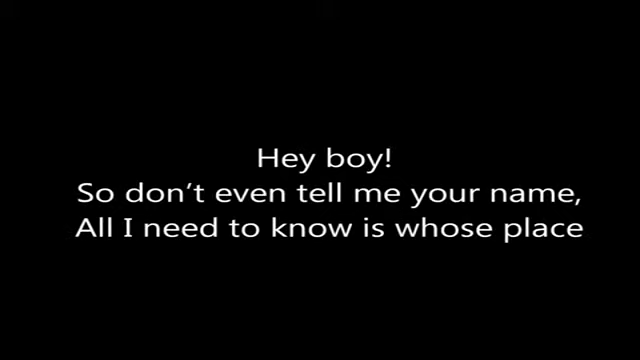 Hey boy!
So don’t even tell me your name,
All I need to know is whose place